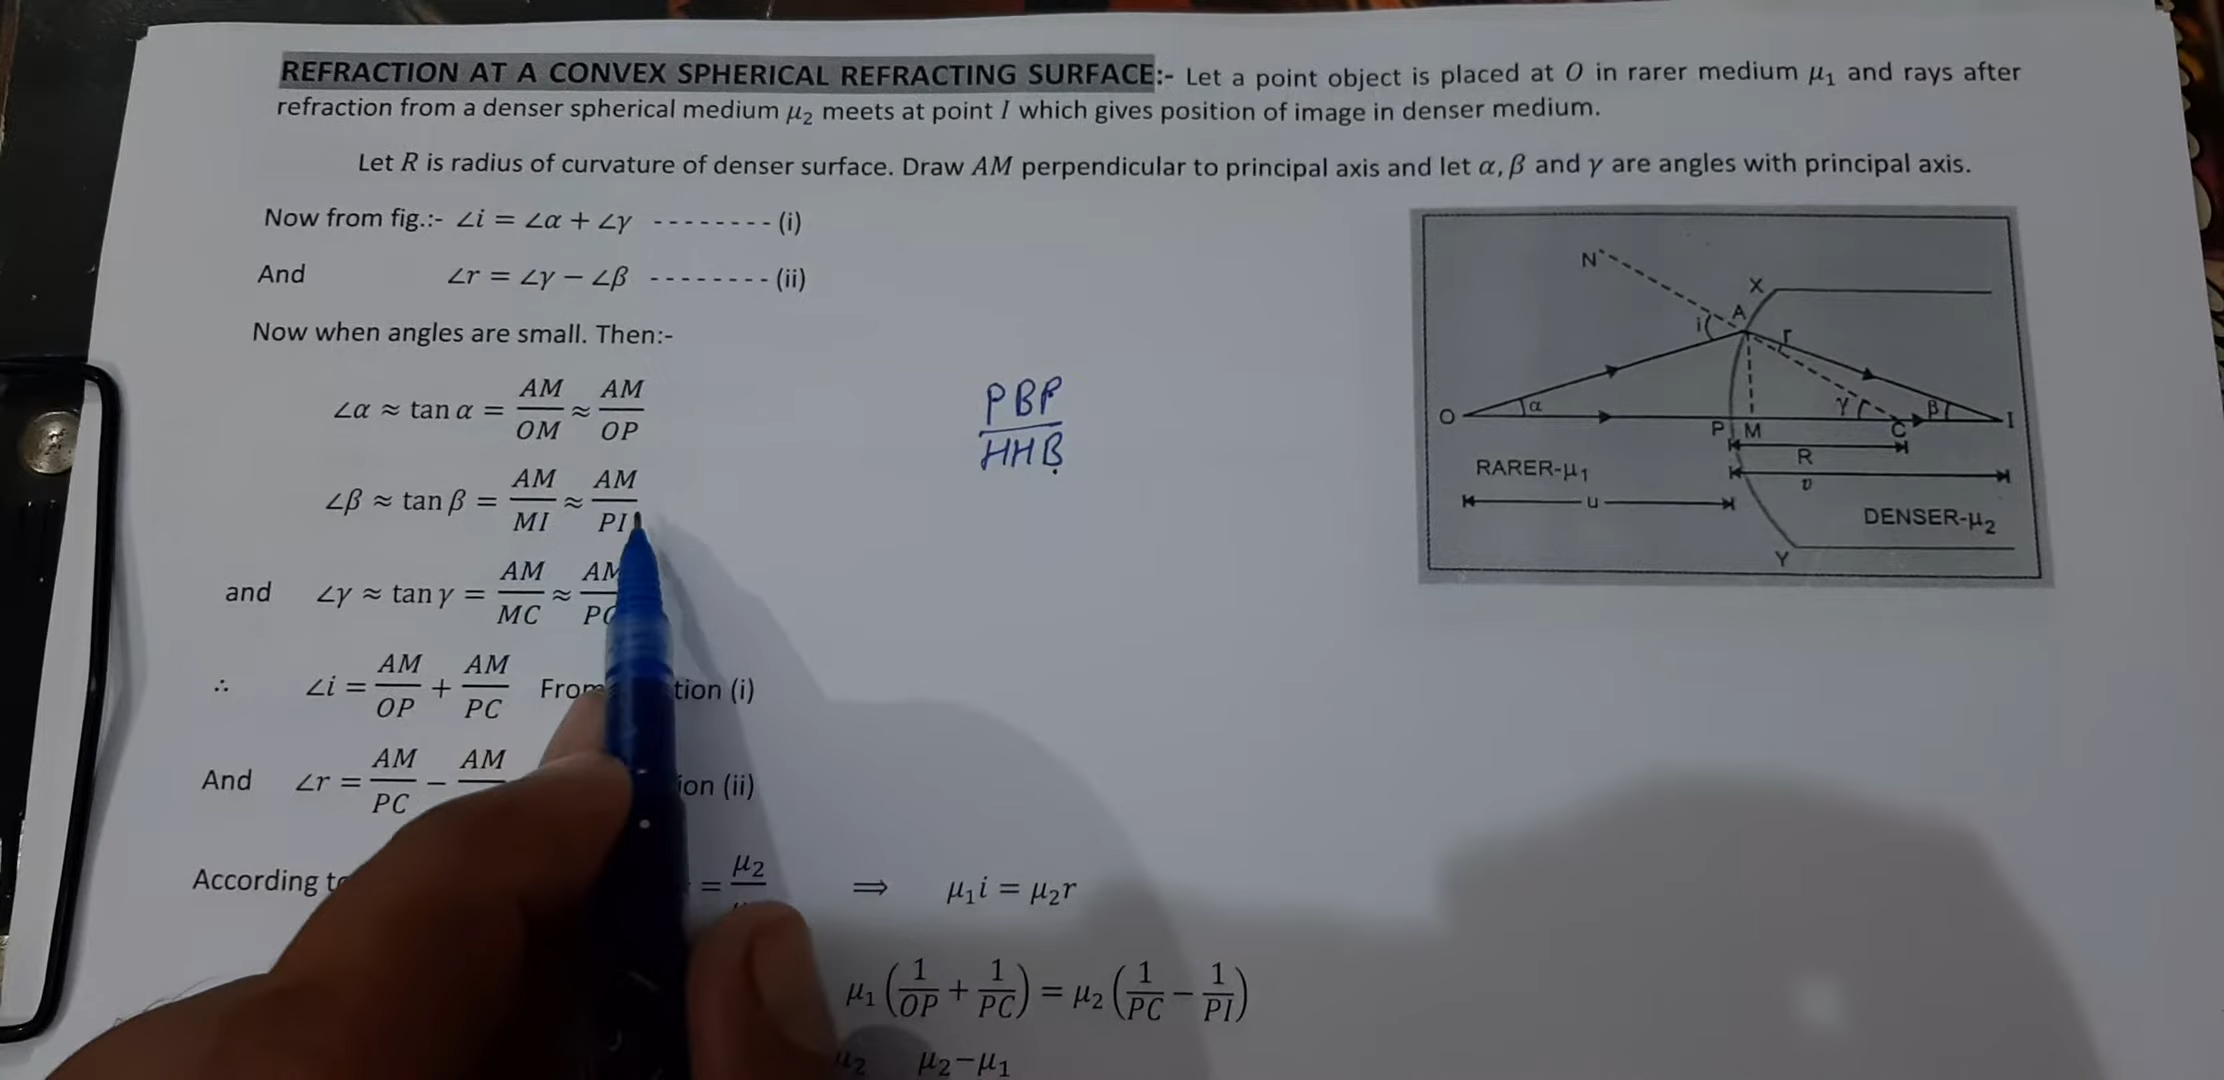 REFRACTION AT A CONVEX SPHERICAL REFRACTING SURFACE:- Let a point object is placed at O in rarer medium μ₁ and rays after
refraction from a denser spherical medium μ₂ meets at point I which gives position of image in denser medium.
Let R is radius of curvature of denser surface. Draw AM perpendicular to principal axis and let α, β and γ are angles with principal axis.
Now from fig.:- ∠i = ∠α + ∠γ -------- (i)
And ∠r = ∠γ − ∠β -------- (ii)
Now when angles are small. Then:-
∠α ≈ tan α = AM/OM ≈ AM/OP
∠β ≈ tan β = AM/MI ≈ AM/PI
and ∠γ ≈ tan γ = AM/MC ≈ AM/PC
∴ ∠i = AM/OP + AM/PC From tion (i)
And ∠r = AM/PC − AM ion (ii)
According to = μ₂ ⟹ μ₁i = μ₂r
μ₁(1/OP + 1/PC) = μ₂(1/PC − 1/PI)
μ₂ μ₂−μ₁
PBP
HHB
N
X
A
i
r
O
α
γ
β
I
P
M
C
R
RARER-μ₁
υ
u
DENSER-μ₂
Y